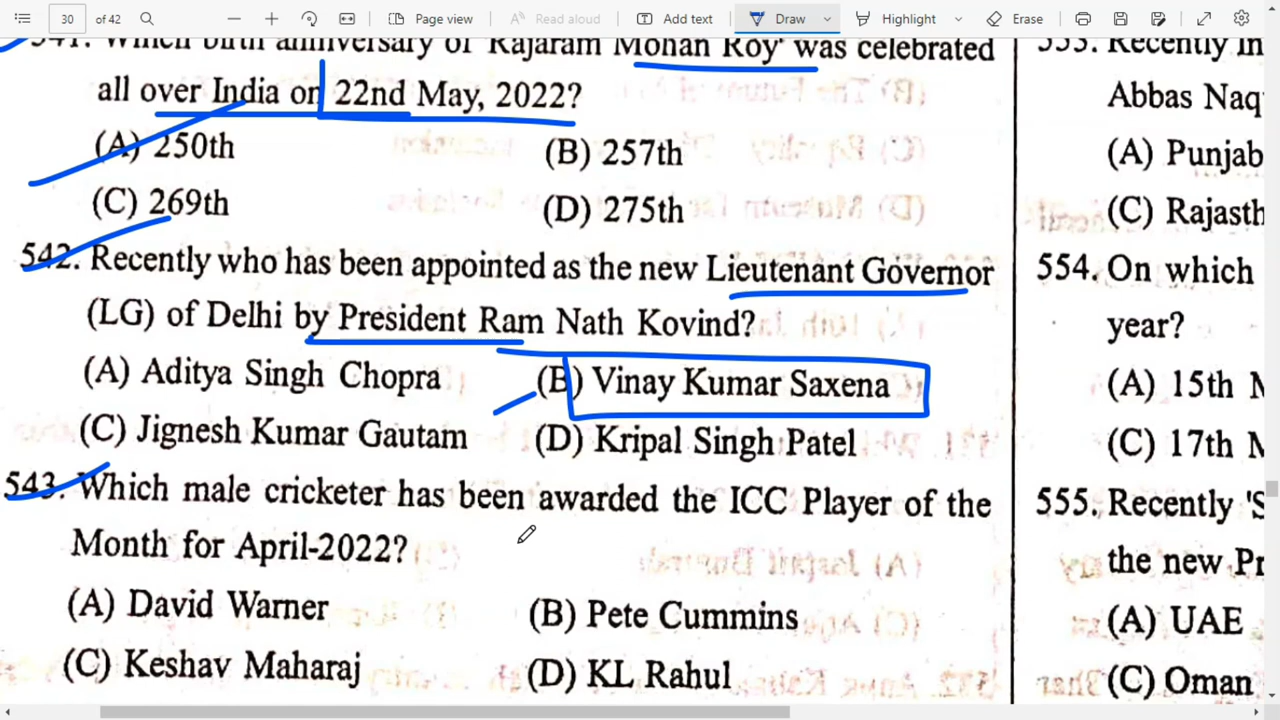 30 of 42 Page view Read aloud Add text Draw Highlight Erase
541. Which birth anniversary of 'Rajaram Mohan Roy' was celebrated
all over India on 22nd May, 2022?
(A) 250th (B) 257th
(C) 269th (D) 275th
542. Recently who has been appointed as the new Lieutenant Governor
(LG) of Delhi by President Ram Nath Kovind?
(A) Aditya Singh Chopra (B) Vinay Kumar Saxena
(C) Jignesh Kumar Gautam (D) Kripal Singh Patel
543. Which male cricketer has been awarded the ICC Player of the
Month for April-2022?
(A) David Warner (B) Pete Cummins
(C) Keshav Maharaj (D) KL Rahul
553. Recently In
Abbas Naq
(A) Punjab
(C) Rajasth
554. On which
year?
(A) 15th M
(C) 17th M
555. Recently 'S
the new Pr
(A) UAE
(C) Oman